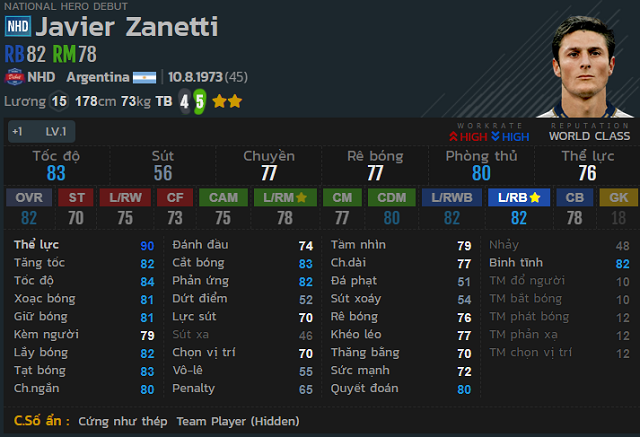 NATIONAL HERO DEBUT
NHD Javier Zanetti
RB 82 RM 78
NHD Argentina 10.8.1973 (45)
Lương 15 178cm 73kg TB 4 5
+1 LV.1
WORKRATE HIGH HIGH
REPUTATION WORLD CLASS
Tốc độ Sút Chuyền Rê bóng Phòng thủ Thể lực
83 56 77 77 80 76
OVR ST L/RW CF CAM L/RM CM CDM L/RWB L/RB CB GK
82 70 75 73 75 78 77 80 82 82 78 18
Thể lực 90 Đánh đầu 74 Tầm nhìn 79 Nhảy 48
Tăng tốc 82 Cắt bóng 83 Ch.dài 77 Bình tĩnh 82
Tốc độ 84 Phản ứng 82 Đá phạt 51 TM đổ người 10
Xoạc bóng 81 Dứt điểm 52 Sút xoáy 54 TM bắt bóng 10
Giữ bóng 81 Lực sút 70 Rê bóng 76 TM phát bóng 12
Kèm người 79 Sút xa 46 Khéo léo 77 TM phản xạ 12
Lấy bóng 82 Chọn vị trí 70 Thăng bằng 70 TM chọn vị trí 12
Tạt bóng 83 Vô-lê 55 Sức mạnh 72
Ch.ngắn 80 Penalty 65 Quyết đoán 80
C.Số ẩn : Cứng như thép Team Player (Hidden)